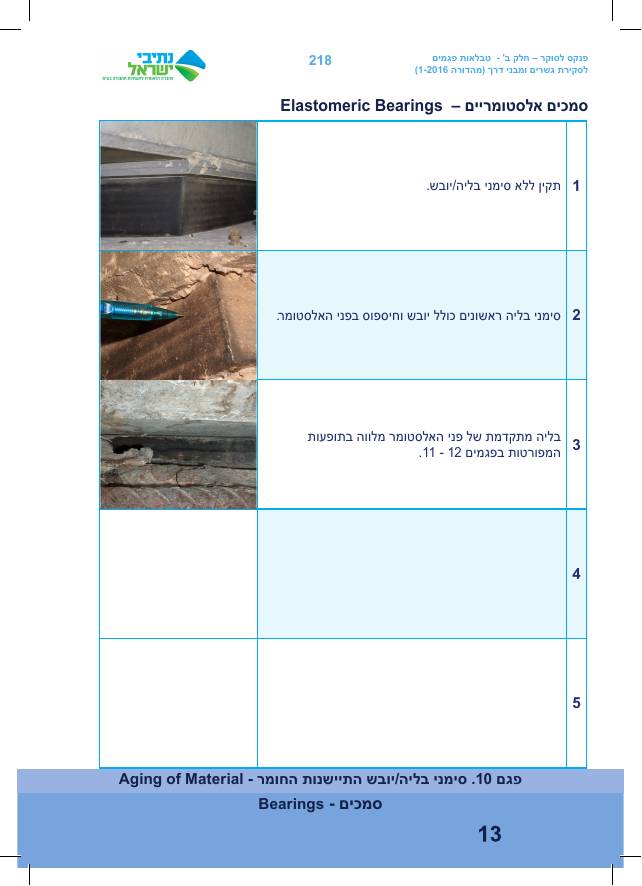 פנקס לסוקר – חלק ב' - טבלאות פגמים
לסקירת גשרים ומבני דרך (מהדורה 1-2016)
218
נתיבי
ישראל
סמכים אלסטומריים – Elastomeric Bearings
1
תקין ללא סימני בליה/יובש.
2
סימני בליה ראשונים כולל יובש וחיספוס בפני האלסטומר.
3
בליה מתקדמת של פני האלסטומר מלווה בתופעות
המפורטות בפגמים 12 - 11.
4
5
פגם 10. סימני בליה/יובש התיישנות החומר - Aging of Material
סמכים - Bearings
13